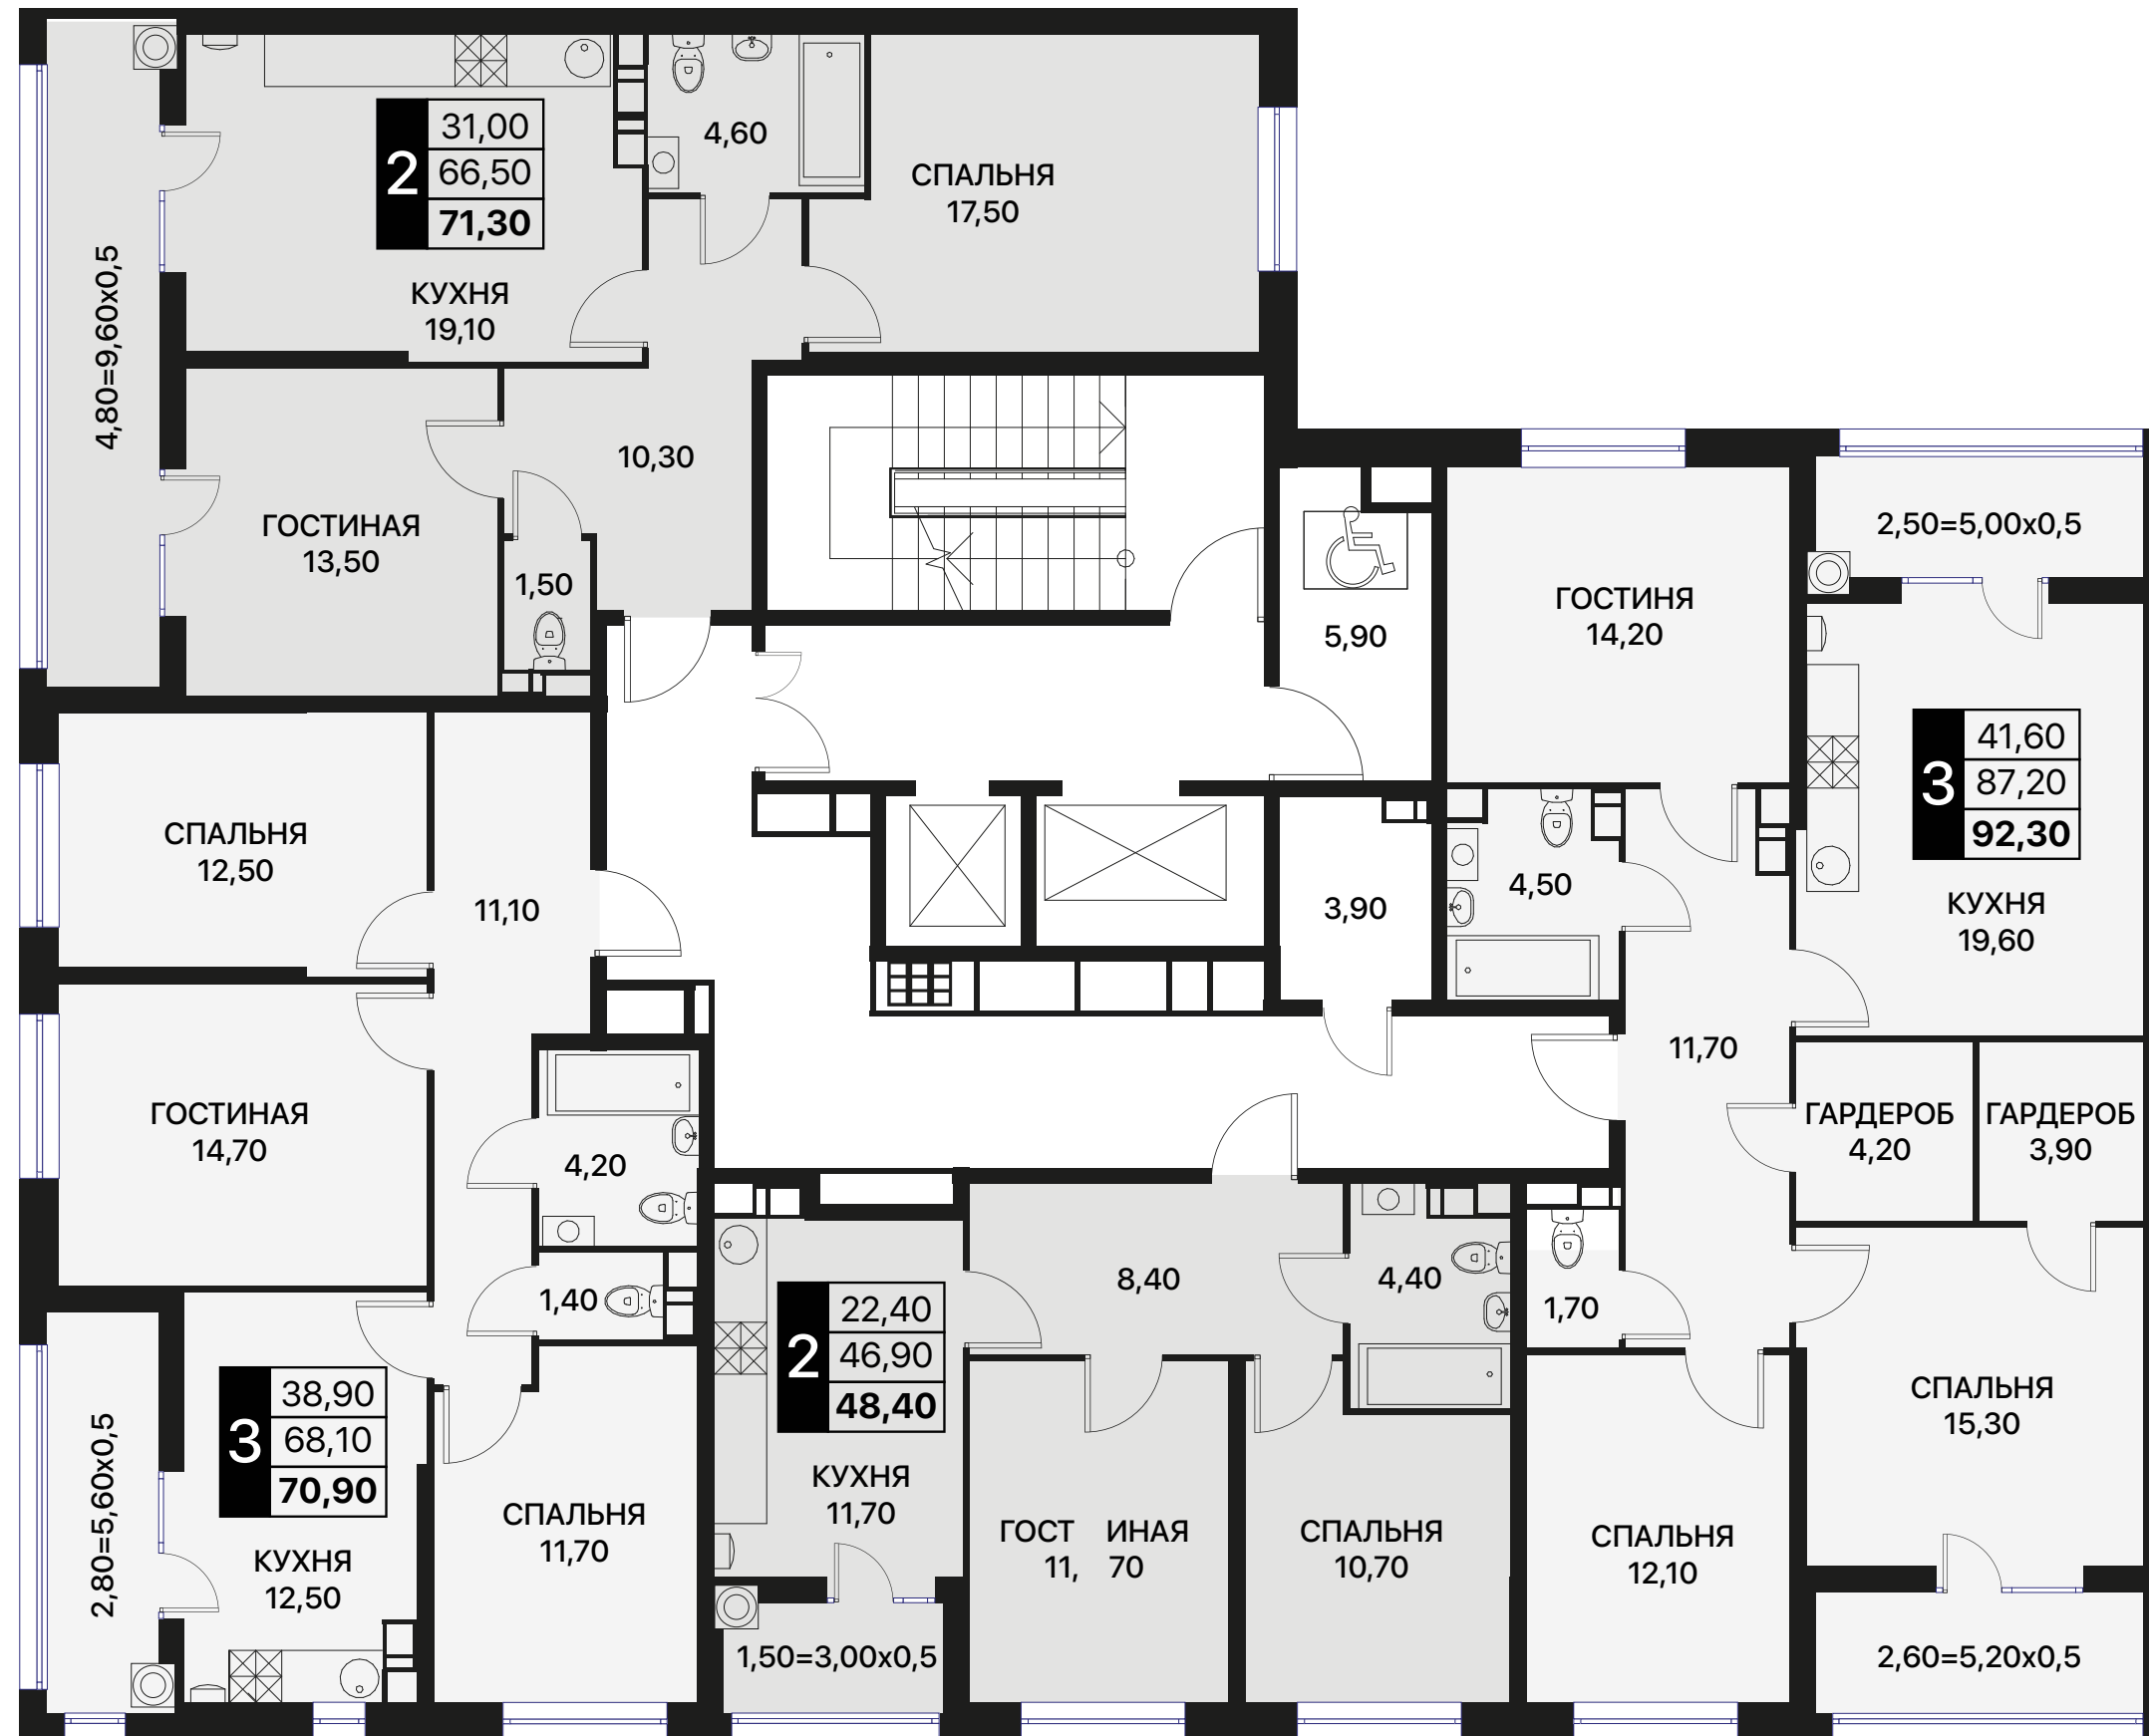 2
31,00
66,50
71,30
КУХНЯ
19,10
4,60
СПАЛЬНЯ
17,50
4,80=9,60x0,5
ГОСТИНАЯ
13,50
10,30
1,50
5,90
ГОСТИНЯ
14,20
2,50=5,00x0,5
3
41,60
87,20
92,30
КУХНЯ
19,60
СПАЛЬНЯ
12,50
11,10
3,90
4,50
11,70
ГАРДЕРОБ
4,20
ГАРДЕРОБ
3,90
ГОСТИНАЯ
14,70
4,20
1,40
2,80=5,60x0,5
3
38,90
68,10
70,90
КУХНЯ
12,50
СПАЛЬНЯ
11,70
2
22,40
46,90
48,40
КУХНЯ
11,70
1,50=3,00x0,5
8,40
4,40
ГОСТ ИНАЯ
11, 70
СПАЛЬНЯ
10,70
1,70
СПАЛЬНЯ
12,10
СПАЛЬНЯ
15,30
2,60=5,20x0,5